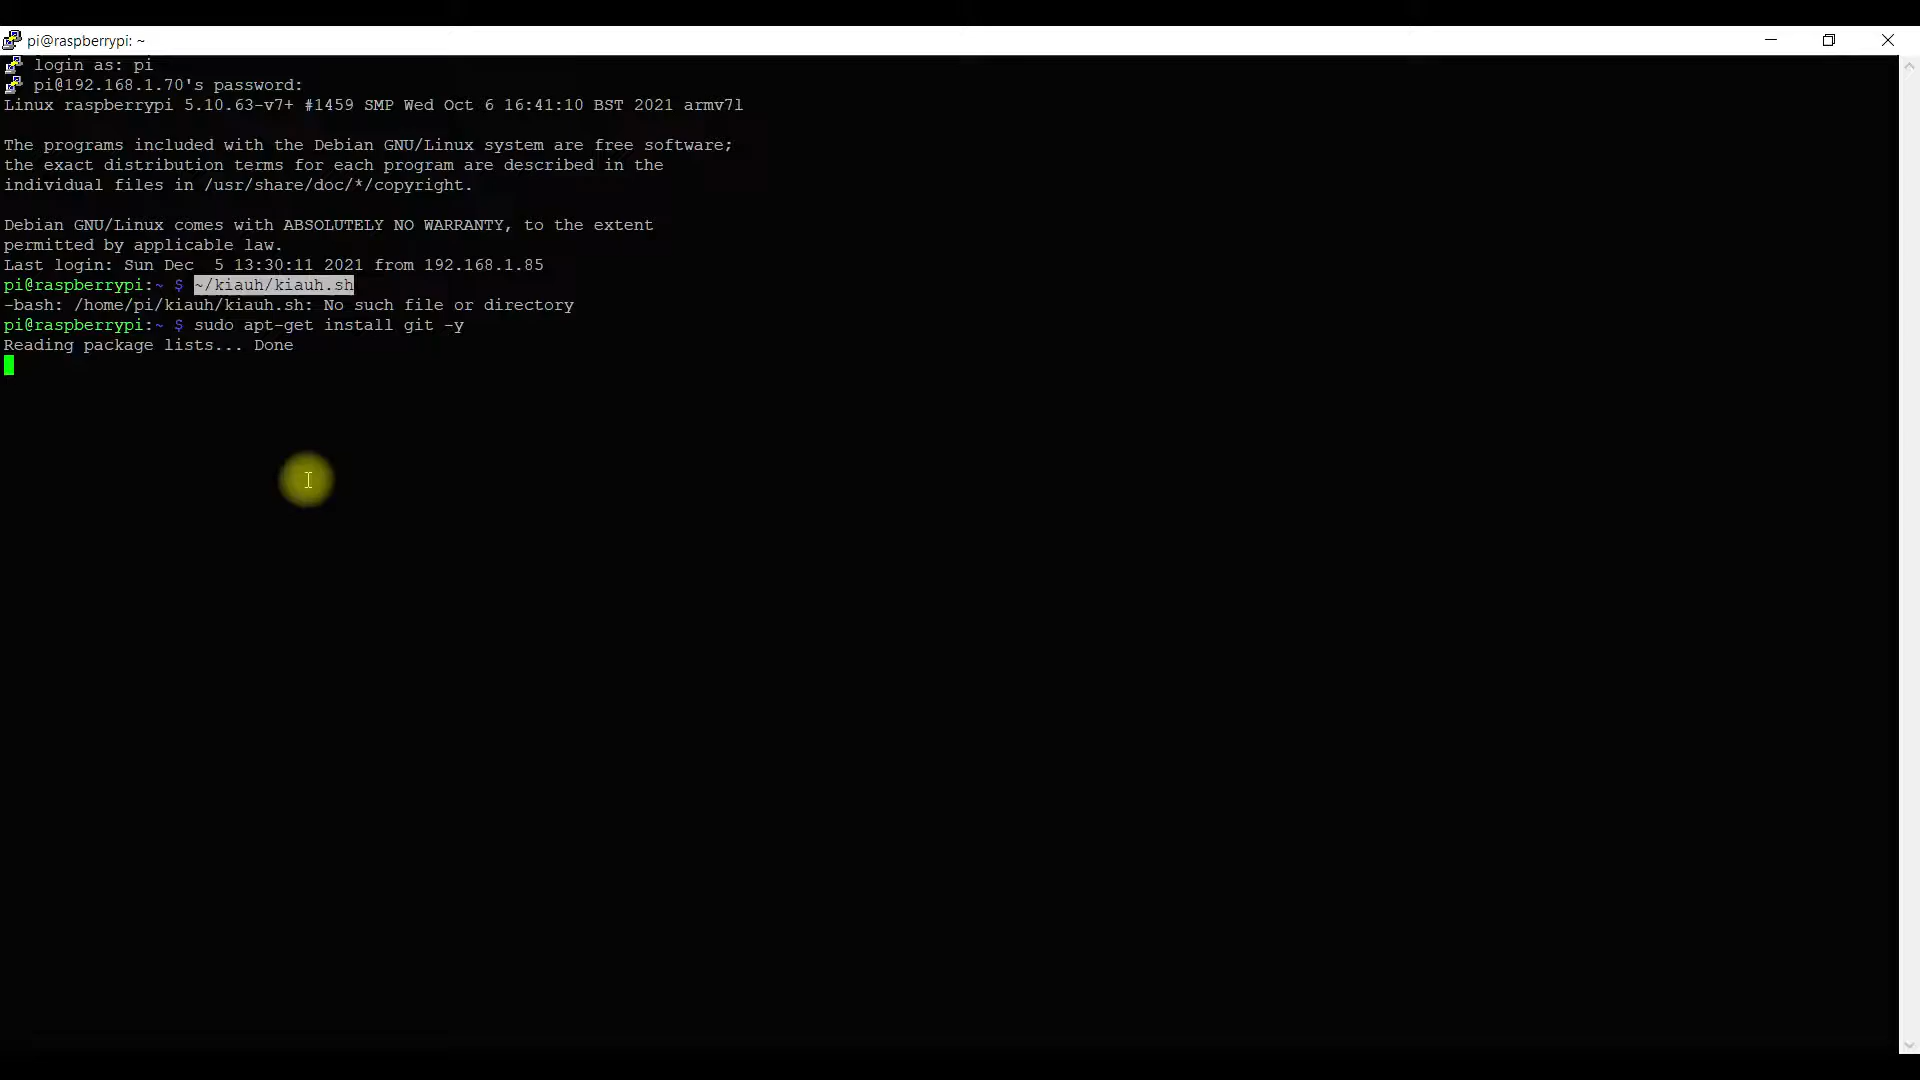 pi@raspberrypi: ~
login as: pi
pi@192.168.1.70's password:
Linux raspberrypi 5.10.63-v7+ #1459 SMP Wed Oct 6 16:41:10 BST 2021 armv7l
The programs included with the Debian GNU/Linux system are free software;
the exact distribution terms for each program are described in the
individual files in /usr/share/doc/*/copyright.
Debian GNU/Linux comes with ABSOLUTELY NO WARRANTY, to the extent
permitted by applicable law.
Last login: Sun Dec  5 13:30:11 2021 from 192.168.1.85
pi@raspberrypi:~ $ ~/kiauh/kiauh.sh
-bash: /home/pi/kiauh/kiauh.sh: No such file or directory
pi@raspberrypi:~ $ sudo apt-get install git -y
Reading package lists... Done